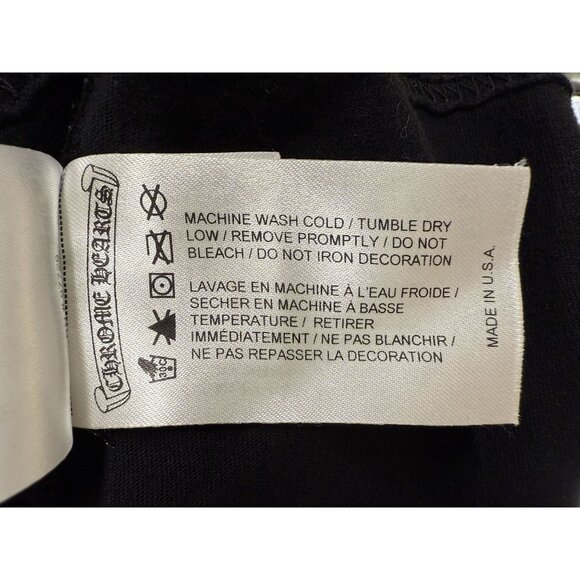 CHROME HEARTS
MACHINE WASH COLD / TUMBLE DRY
LOW / REMOVE PROMPTLY / DO NOT
BLEACH / DO NOT IRON DECORATION
LAVAGE EN MACHINE À L'EAU FROIDE /
SECHER EN MACHINE À BASSE
TEMPERATURE / RETIRER
IMMÉDIATEMENT / NE PAS BLANCHIR /
NE PAS REPASSER LA DECORATION
30C
MADE IN U.S.A.